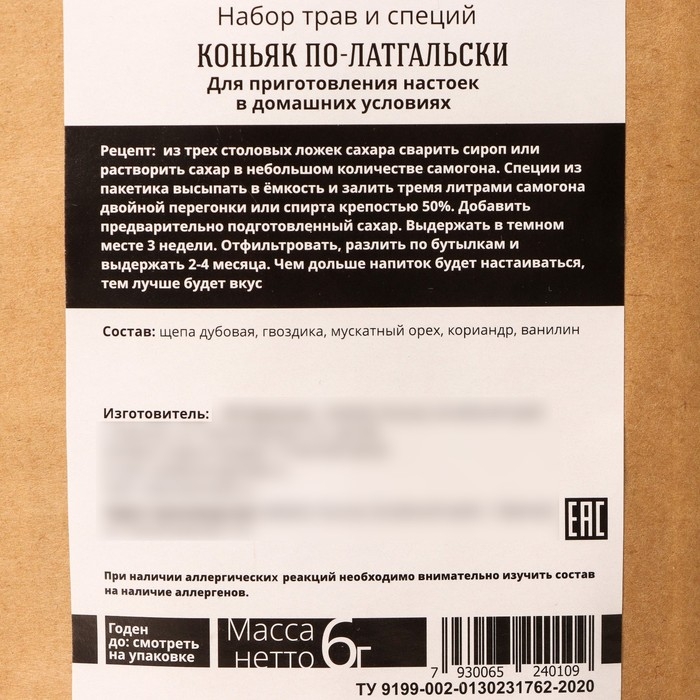 Набор трав и специй
КОНЬЯК ПО-ЛАТГАЛЬСКИ
Для приготовления настоек
в домашних условиях
Рецепт: из трех столовых ложек сахара сварить сироп или
растворить сахар в небольшом количестве самогона. Специи из
пакетика высыпать в ёмкость и залить тремя литрами самогона
двойной перегонки или спирта крепостью 50%. Добавить
предварительно подготовленный сахар. Выдержать в темном
месте 3 недели. Отфильтровать, разлить по бутылкам и
выдержать 2-4 месяца. Чем дольше напиток будет настаиваться,
тем лучше будет вкус
Состав: щепа дубовая, гвоздика, мускатный орех, кориандр, ванилин
Изготовитель:
EAC
При наличии аллергических реакций необходимо внимательно изучить состав
на наличие аллергенов.
Годен
до: смотреть
на упаковке
Масса
нетто 6г
7 930065 240109
ТУ 9199-002-0130231762-2020